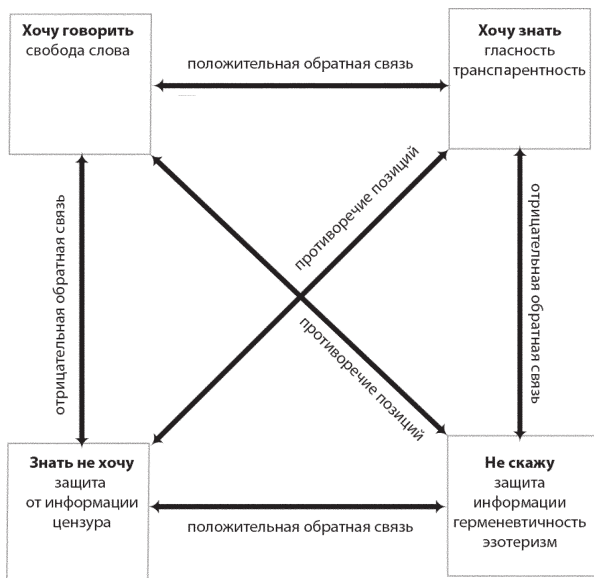 Хочу говорить
свобода слова
Хочу знать
гласность
транспарентность
положительная обратная связь
отрицательная обратная связь
противоречие позиций
противоречие позиций
отрицательная обратная связь
Знать не хочу
защита
от информации
цензура
Не скажу
защита
информации
герменевтичность
эзотеризм
положительная обратная связь